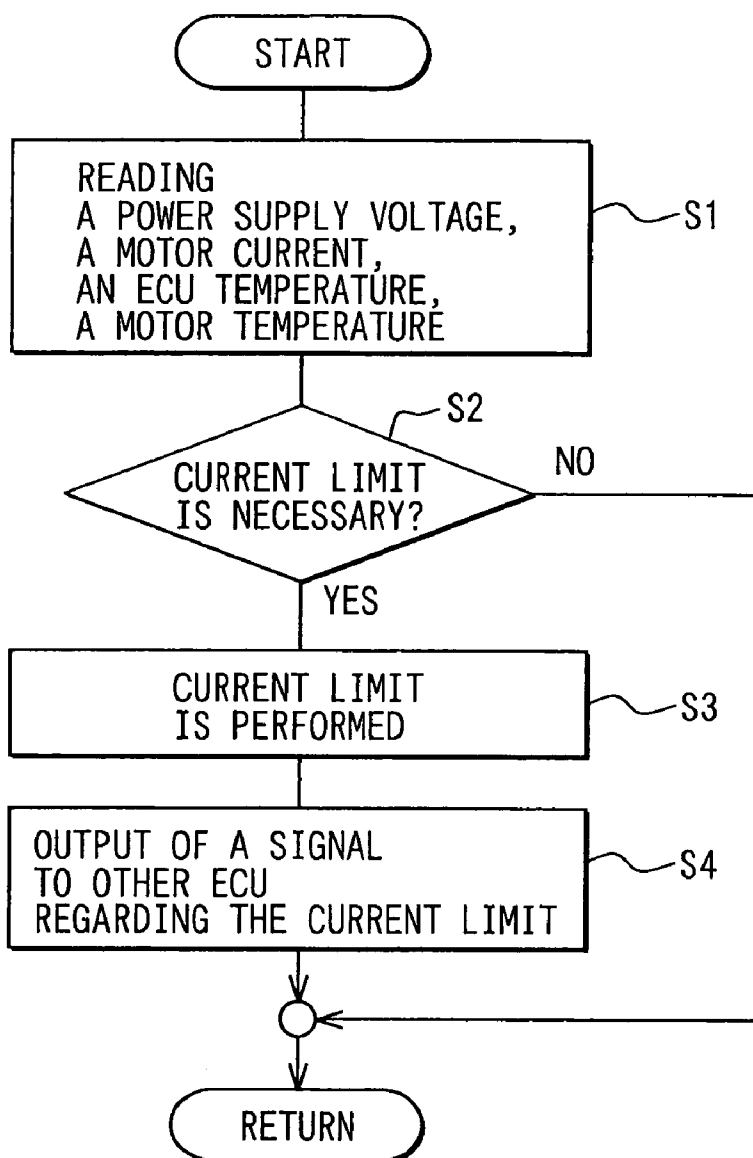 START
READING
A POWER SUPPLY VOLTAGE,
A MOTOR CURRENT,
AN ECU TEMPERATURE,
A MOTOR TEMPERATURE
S1
S2
CURRENT LIMIT
IS NECESSARY?
NO
YES
CURRENT LIMIT
IS PERFORMED
S3
OUTPUT OF A SIGNAL
TO OTHER ECU
REGARDING THE CURRENT LIMIT
S4
RETURN